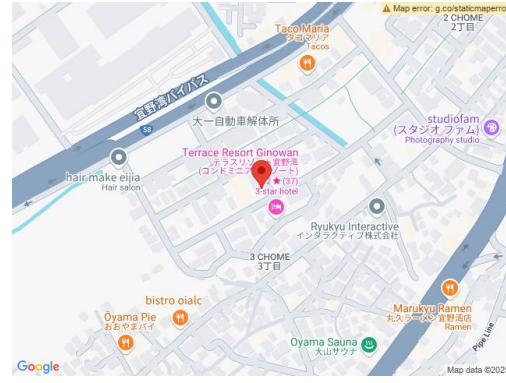 Map error: g.co/staticmaperro
2 CHOME
2丁目
Taco Maria
タコマリア
Tacos
宜野湾バイパス
58
大一自動車解体所
studiofam
(スタジオ ファム)
Photography studio
Terrace Resort Ginowan
テラスリゾート宜野湾
(コンドミニアムリゾート)
2★ (37)
3-star hotel
hair make eijia
Hair salon
Ryukyu Interactive
インタラクティブ株式会社
3 CHOME
3丁目
bistro oialc
Ōyama Pie
おおやまパイ
Marukyu Ramen
丸久ラーメン宜野湾店
Ramen
Oyama Sauna
大山サウナ
Pipe Line
Google
Map data ©2025